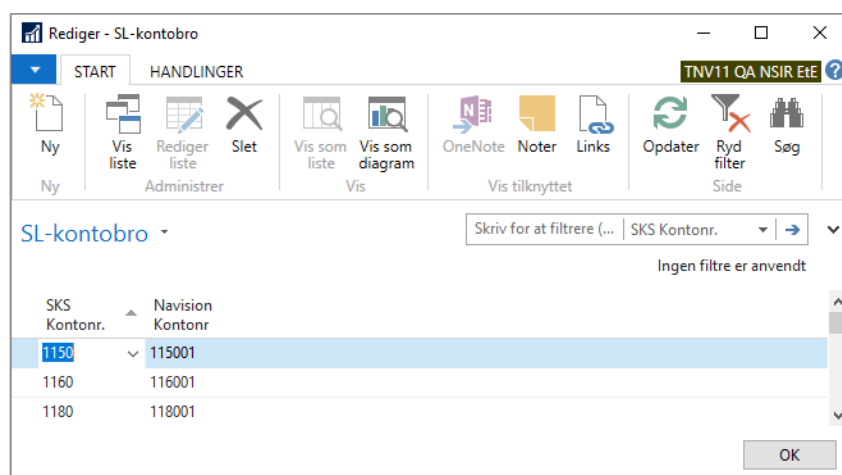 Rediger - SL-kontobro
START HANDLINGER TNV11 QA NSIR EtE ?
Ny Vis liste Rediger liste Slet Vis som liste Vis som diagram OneNote Noter Links Opdater Ryd filter Søg
Ny Administrer Vis Vis tilknyttet Side
SL-kontobro Skriv for at filtrere (... SKS Kontonr.
Ingen filtre er anvendt
SKS Kontonr. Navision Kontonr
1150 115001
1160 116001
1180 118001
OK